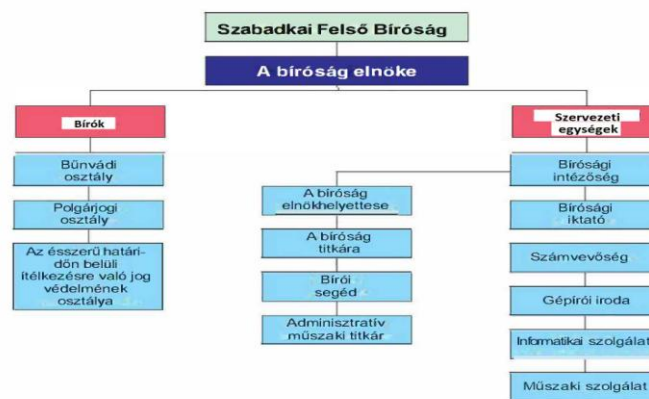 Szabadkai Felső Bíróság
A bíróság elnöke
Bírók
Bűnvádi
osztály
Polgárjogi
osztály
Az ésszerű határi-
dőn belüli
ítélkezésre való jog
védelmének
osztálya
A bíróság
elnökhelyettese
A bíróság
titkára
Bírói
segéd
Adminisztratív
műszaki titkár
Szervezeti
egységek
Bírósági
intézőség
Bírósági
iktató
Számvevőség
Gépírói iroda
Informatikai szolgálat
Műszaki szolgálat